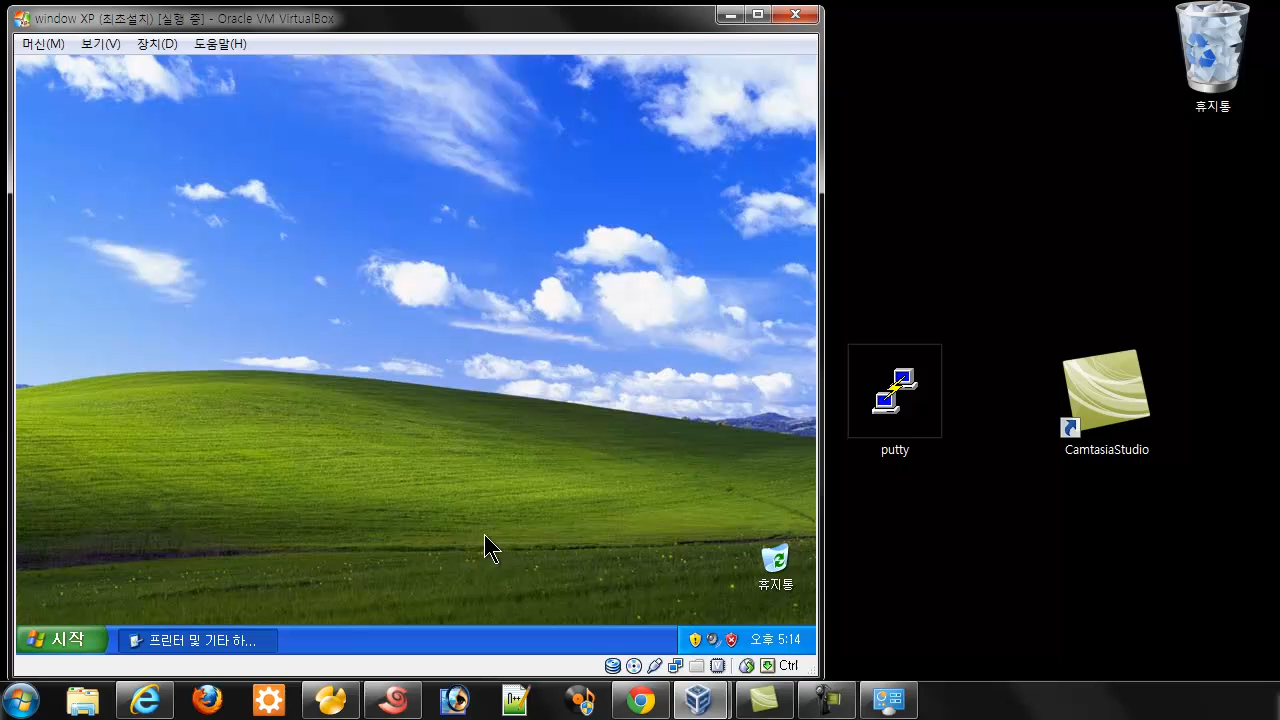 window XP (최초설치) [실행 중] - Oracle VM VirtualBox
머신(M) 보기(V) 장치(D) 도움말(H)
휴지통
putty
CamtasiaStudio
휴지통
시작
프린터 및 기타 하...
오후 5:14
Ctrl